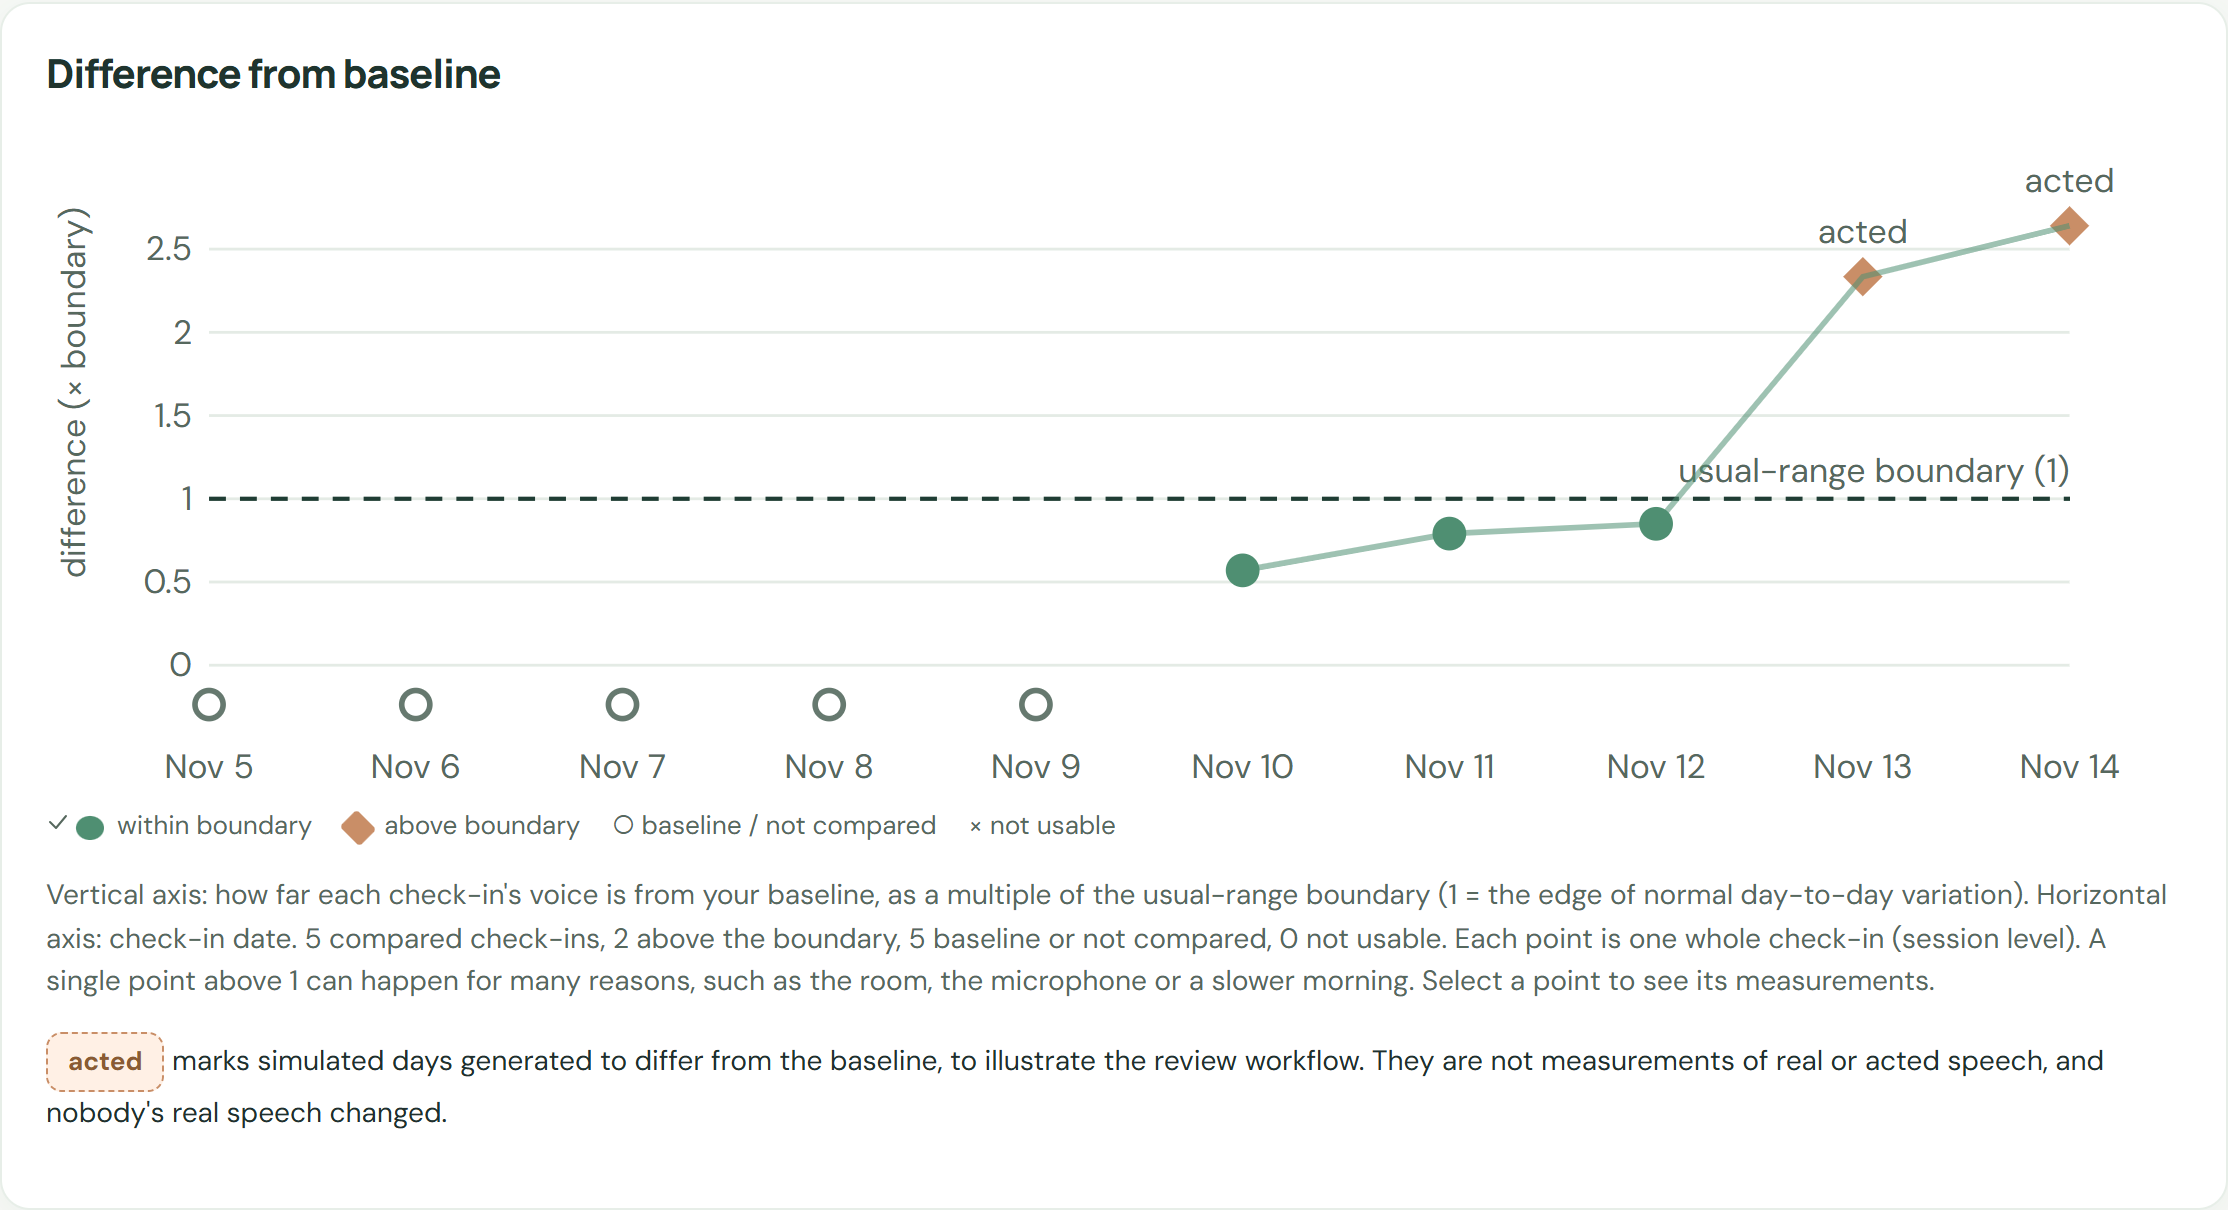 Difference from baseline
difference (× boundary)
acted
acted
2.5
2
1.5
usual-range boundary (1)
1
0.5
0
Nov 5 Nov 6 Nov 7 Nov 8 Nov 9 Nov 10 Nov 11 Nov 12 Nov 13 Nov 14
✓ within boundary above boundary baseline / not compared × not usable
Vertical axis: how far each check-in's voice is from your baseline, as a multiple of the usual-range boundary (1 = the edge of normal day-to-day variation). Horizontal
axis: check-in date. 5 compared check-ins, 2 above the boundary, 5 baseline or not compared, 0 not usable. Each point is one whole check-in (session level). A
single point above 1 can happen for many reasons, such as the room, the microphone or a slower morning. Select a point to see its measurements.
acted marks simulated days generated to differ from the baseline, to illustrate the review workflow. They are not measurements of real or acted speech, and
nobody's real speech changed.